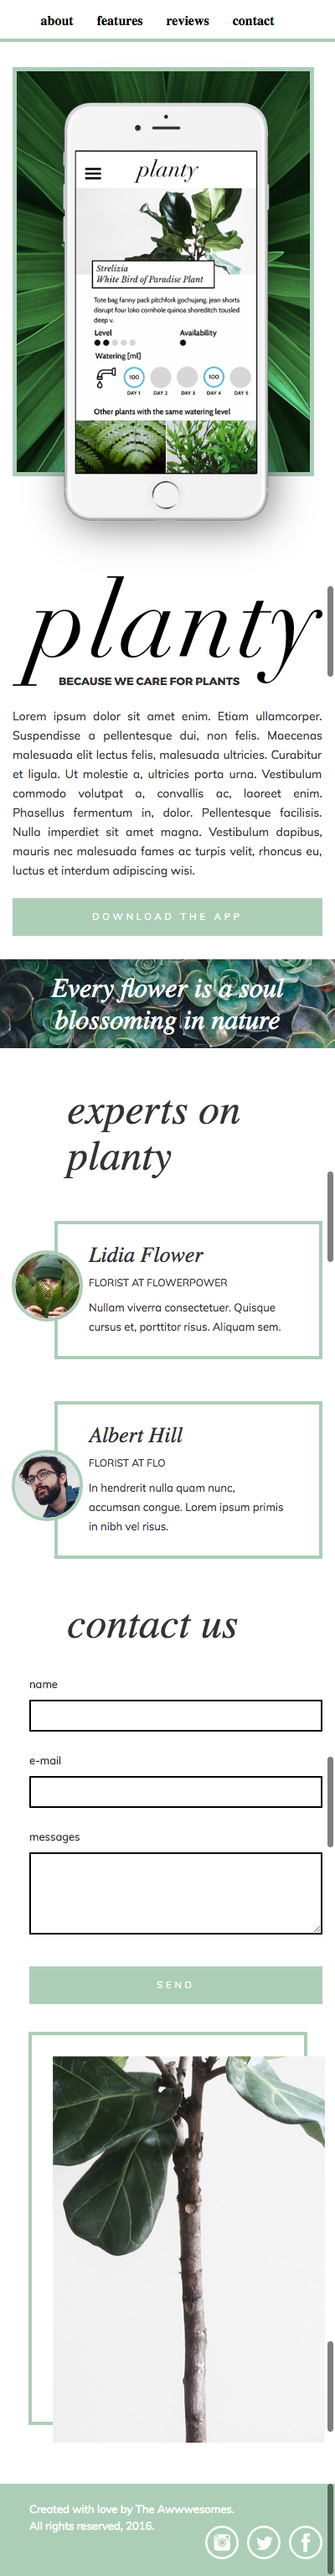 about features reviews contact
planty
Strelizia
White Bird of Paradise Plant
Tote bag fanny pack pitchfork gochujang, jean shorts
disrupt four loko cornhole quinoa shoreditch tousled
deep v.
Level Availability
Watering [ml]
100 100
DAY 1 DAY 2 DAY 3 DAY 4 DAY 5
Other plants with the same watering level
planty
BECAUSE WE CARE FOR PLANTS
Lorem ipsum dolor sit amet enim. Etiam ullamcorper.
Suspendisse a pellentesque dui, non felis. Maecenas
malesuada elit lectus felis, malesuada ultricies. Curabitur
et ligula. Ut molestie a, ultricies porta urna. Vestibulum
commodo volutpat a, convallis ac, laoreet enim.
Phasellus fermentum in, dolor. Pellentesque facilisis.
Nulla imperdiet sit amet magna. Vestibulum dapibus,
mauris nec malesuada fames ac turpis velit, rhoncus eu,
luctus et interdum adipiscing wisi.
DOWNLOAD THE APP
Every flower is a soul
blossoming in nature
experts on
planty
Lidia Flower
FLORIST AT FLOWERPOWER
Nullam viverra consectetuer. Quisque
cursus et, porttitor risus. Aliquam sem.
Albert Hill
FLORIST AT FLO
In hendrerit nulla quam nunc,
accumsan congue. Lorem ipsum primis
in nibh vel risus.
contact us
name
e-mail
messages
SEND
Created with love by The Awwwesomes.
All rights reserved, 2016.